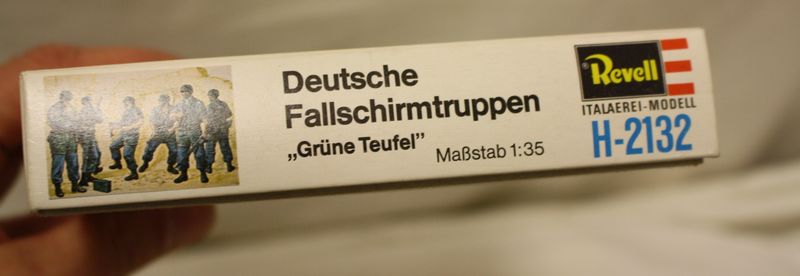 Deutsche
Fallschirmtruppen
„Grüne Teufel”
Maßstab 1:35
Revell
ITALAEREI-MODELL
H-2132